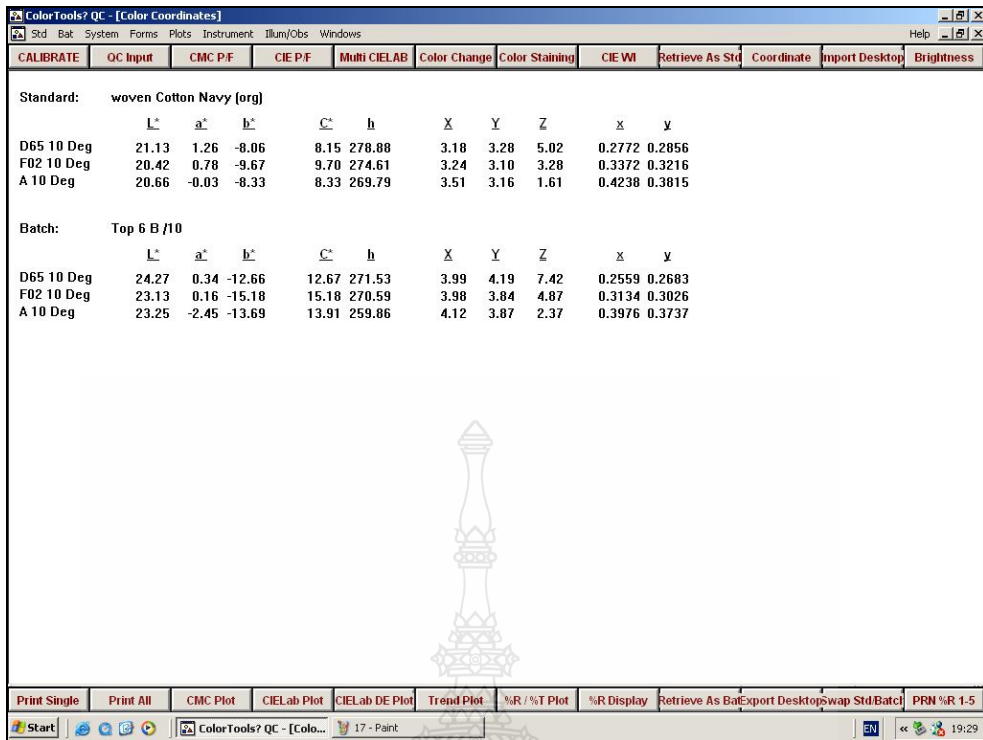 ColorTools? QC - [Color Coordinates]
Std Bat System Forms Plots Instrument Illum/Obs Windows Help
CALIBRATE QC Input CMC P/F CIE P/F Multi CIELAB Color Change Color Staining CIE WI Retrieve As Std Coordinate Import Desktop Brightness
Standard: woven Cotton Navy (org)
L* a* b* C* h X Y Z x y
D65 10 Deg 21.13 1.26 -8.06 8.15 278.88 3.18 3.28 5.02 0.2772 0.2856
F02 10 Deg 20.42 0.78 -9.67 9.70 274.61 3.24 3.10 3.28 0.3372 0.3216
A 10 Deg 20.66 -0.03 -8.33 8.33 269.79 3.51 3.16 1.61 0.4238 0.3815
Batch: Top 6 B /10
L* a* b* C* h X Y Z x y
D65 10 Deg 24.27 0.34 -12.66 12.67 271.53 3.99 4.19 7.42 0.2559 0.2683
F02 10 Deg 23.13 0.16 -15.18 15.18 270.59 3.98 3.84 4.87 0.3134 0.3026
A 10 Deg 23.25 -2.45 -13.69 13.91 259.86 4.12 3.87 2.37 0.3976 0.3737
Print Single Print All CMC Plot CIELab Plot CIELab DE Plot Trend Plot %R / %T Plot %R Display Retrieve As Bat Export Desktop Swap Std/Batch PRN %R 1-5
Start ColorTools? QC - [Colo... 17 - Paint EN « 19:29